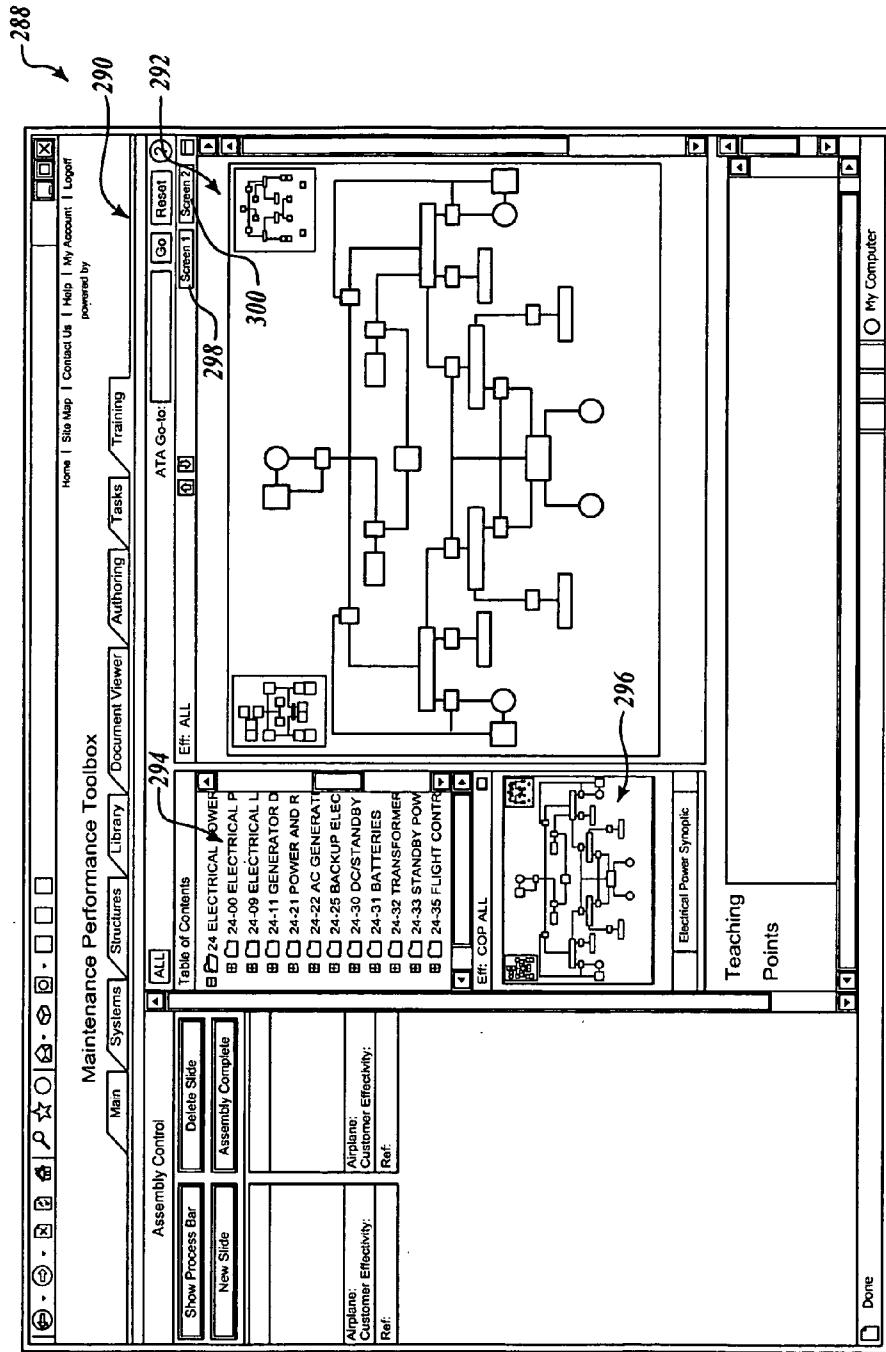 288
Home | Site Map | Contact Us | Help | My Account | Logoff
powered by
Maintenance Performance Toolbox
290
Main
Systems
Structures
Library
Document Viewer
Authoring
Tasks
Training
Assembly Control
ALL
ATA Go-to:
Go
Reset
?
292
Show Process Bar
Delete Slide
New Slide
Assembly Complete
Airplane:
Customer Effectivity:
Ref:
Airplane:
Customer Effectivity:
Ref:
Table of Contents
24 ELECTRICAL POWER
24-00 ELECTRICAL P
24-09 ELECTRICAL L
24-11 GENERATOR D
24-21 POWER AND R
24-22 AC GENERATI
24-25 BACKUP ELEC
24-30 DC/STANDBY
24-31 BATTERIES
24-32 TRANSFORMER
24-33 STANDBY POW
24-35 FLIGHT CONTR
294
Eff: ALL
Screen 1
Screen 2
298
300
Eff: COP ALL
296
Electrical Power Synoptic
Teaching
Points
Done
My Computer